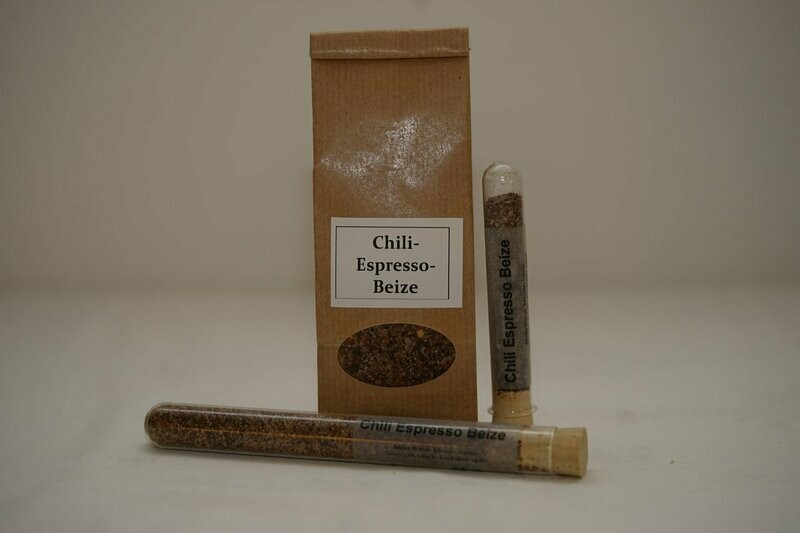 Chili-
Espresso-
Beize
Chili Espresso Beize
Chili Espresso Beize